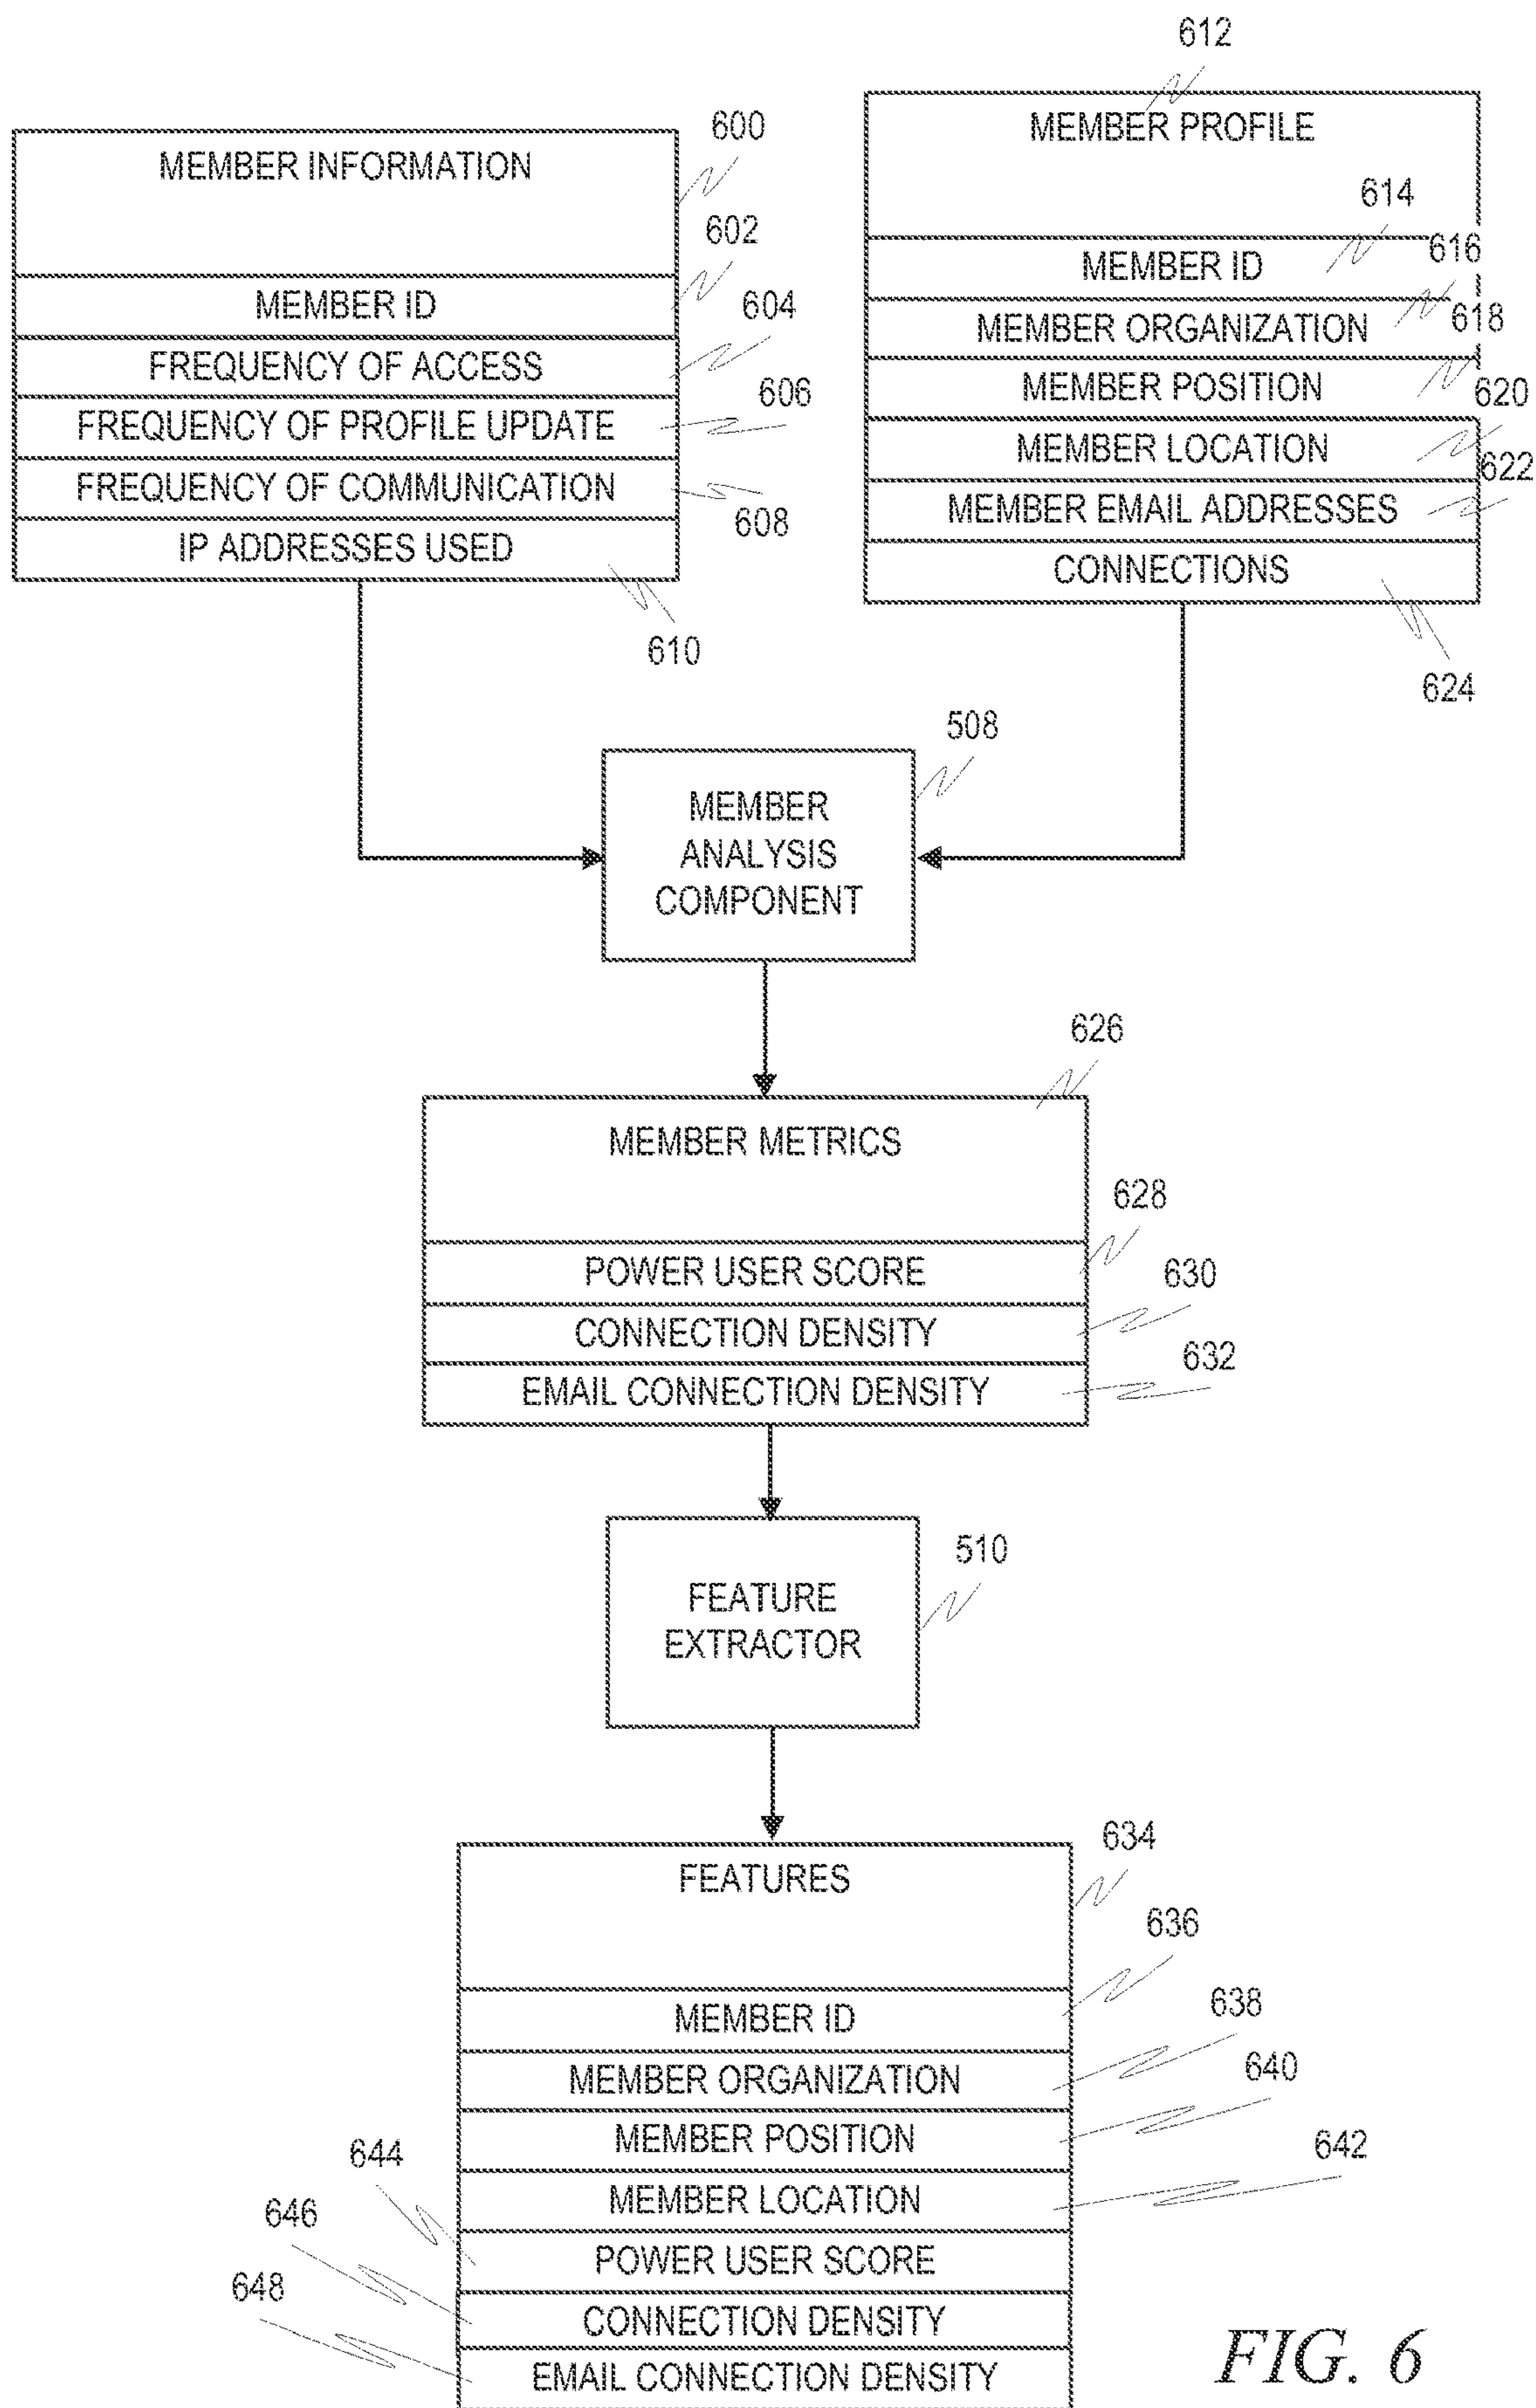 612
600
MEMBER PROFILE
MEMBER INFORMATION
614
602
616
MEMBER ID
MEMBER ID
604
618
MEMBER ORGANIZATION
FREQUENCY OF ACCESS
606
620
MEMBER POSITION
FREQUENCY OF PROFILE UPDATE
MEMBER LOCATION
622
FREQUENCY OF COMMUNICATION
608
MEMBER EMAIL ADDRESSES
IP ADDRESSES USED
CONNECTIONS
610
624
508
MEMBER
ANALYSIS
COMPONENT
626
MEMBER METRICS
628
POWER USER SCORE
630
CONNECTION DENSITY
632
EMAIL CONNECTION DENSITY
510
FEATURE
EXTRACTOR
634
FEATURES
636
MEMBER ID
638
MEMBER ORGANIZATION
640
MEMBER POSITION
644
642
MEMBER LOCATION
646
POWER USER SCORE
648
CONNECTION DENSITY
EMAIL CONNECTION DENSITY
FIG. 6